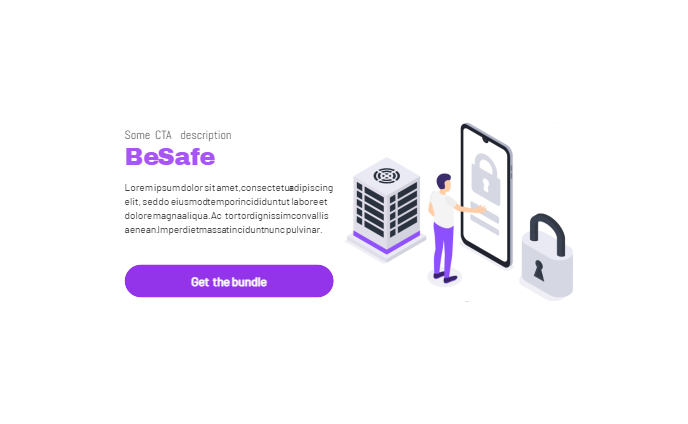 Some CTA description
BeSafe
Lorem ipsum dolor sit amet, consectetur adipiscing
elit, sed do eiusmod tempor incididunt ut labore et
dolore magna aliqua. Ac tortor dignissim convallis
aenean. Imperdiet massa tincidunt nunc pulvinar.
Get the bundle